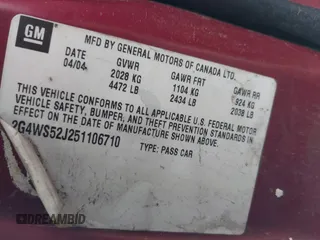 GM
MFD BY GENERAL MOTORS OF CANADA LTD.
04/04 GVWR GAWR FRT GAWR RR
2028 KG 1104 KG 924 KG
4472 LB 2434 LB 2038 LB
THIS VEHICLE CONFORMS TO ALL APPLICABLE U.S. FEDERAL MOTOR
VEHICLE SAFETY, BUMPER, AND THEFT PREVENTION STANDARDS IN
EFFECT ON THE DATE OF MANUFACTURE SHOWN ABOVE.
2G4WS52J251106710 TYPE: PASS CAR
DREAMBID